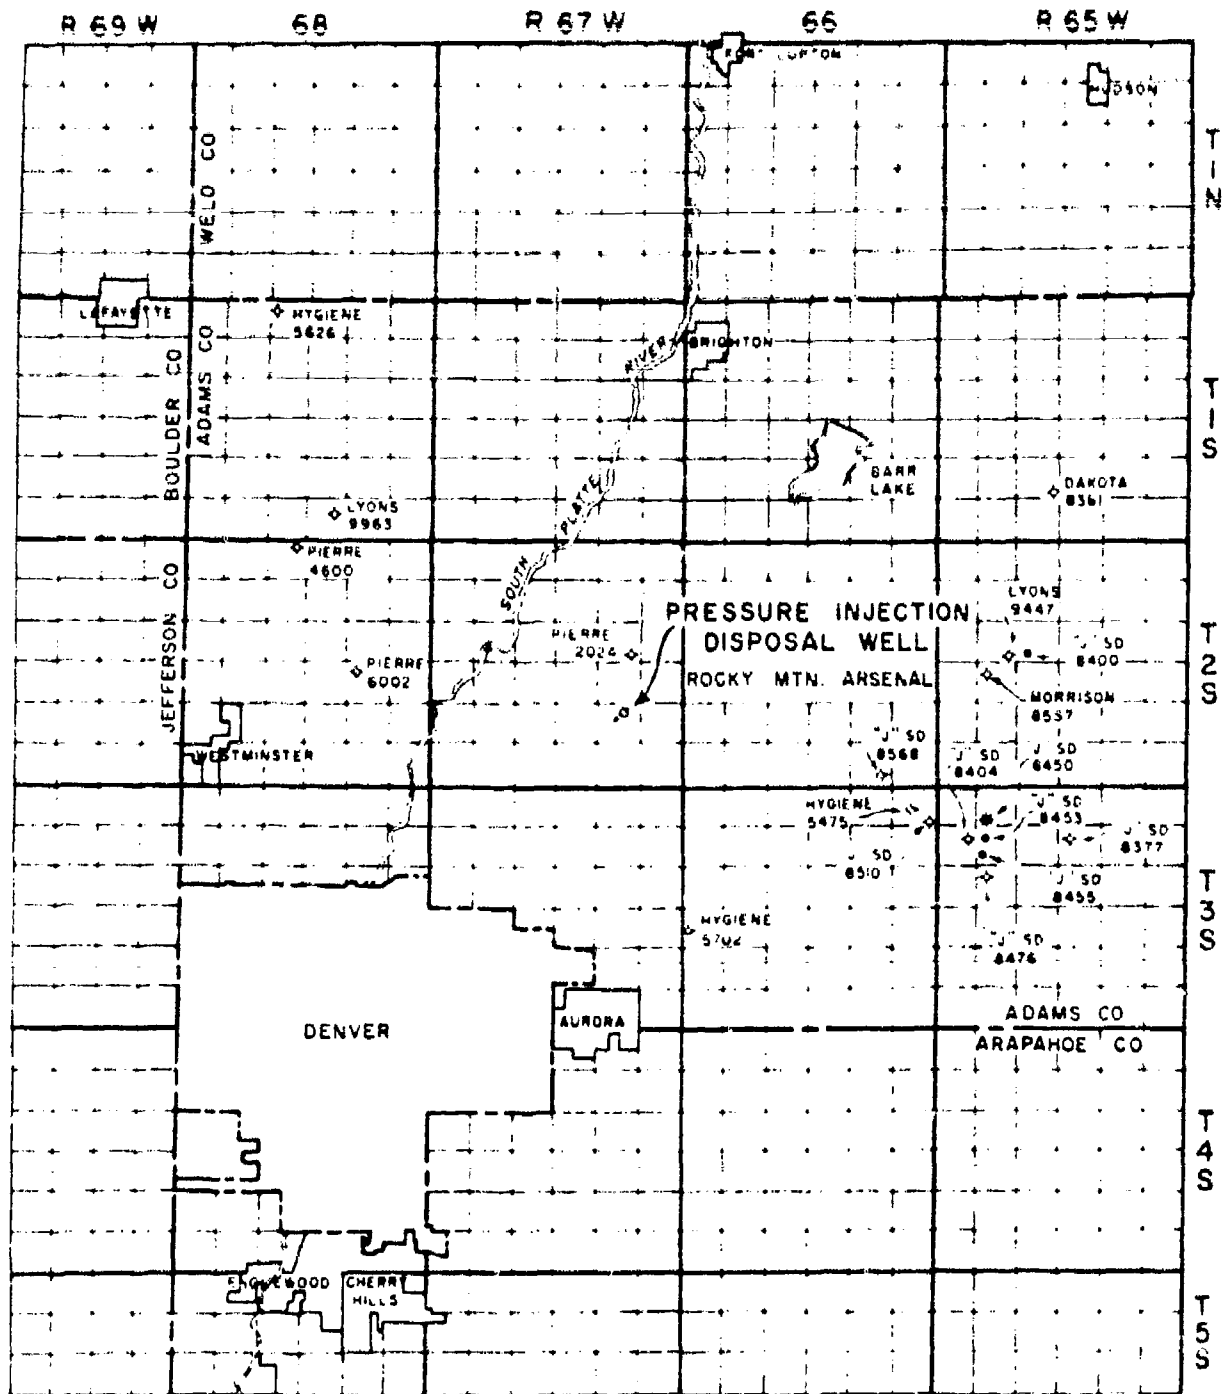 R 69 W 68 R 67 W 66 R 65 W
HUDSON
T
1
N
WELD CO
LAFAYETTE
HYGIENE
5626
ADAMS CO
BOULDER CO
RIVER
BRIGHTON
T
1
S
BARR
LAKE
DAKOTA
8361
LYONS
9963
PLATTE
PIERRE
4600
SOUTH
JEFFERSON CO
LYONS
9447
PRESSURE INJECTION
DISPOSAL WELL
ROCKY MTN. ARSENAL
PIERRE
2024
"J" SD
8400
T
2
S
PIERRE
6002
MORRISON
8557
WESTMINSTER
"J" SD
8568
"J" SD
8404
"J" SD
8450
HYGIENE
5475
"J" SD
8453
"J" SD
8377
"J" SD
8510
"J" SD
8455
T
3
S
HYGIENE
5702
"J" SD
8476
DENVER
AURORA
ADAMS CO
ARAPAHOE CO
T
4
S
ENGLEWOOD
CHERRY
HILLS
T
5
S